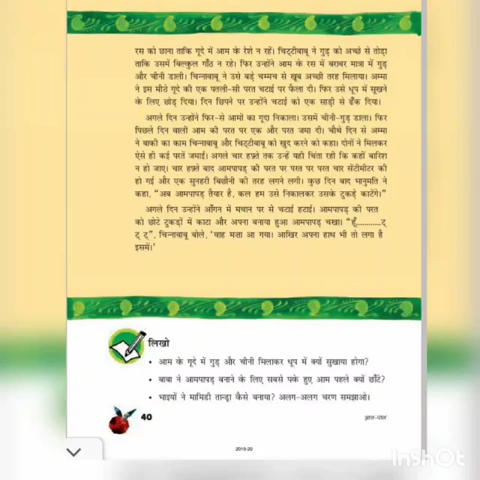 रस को छाना ताकि गूदे में आम के रेशे न रहें। चिट्टीबाबू ने गुड़ को अच्छे से तोड़ा
ताकि उसमें बिल्कुल गाँठ न रहे। फिर उन्होंने आम के रस में बराबर मात्रा में गुड़
और चीनी डाली। चिन्नाबाबू ने उसे बड़े चम्मच से खूब अच्छी तरह मिलाया। अम्मा
ने इस मीठे गूदे की एक पतली-सी परत चटाई पर फैला दी। फिर उसे धूप में सूखने
के लिए छोड़ दिया। दिन छिपने पर उन्होंने चटाई को एक साड़ी से ढँक दिया।
अगले दिन उन्होंने फिर-से आमों का गूदा निकाला। उसमें चीनी-गुड़ डाला। फिर
पिछले दिन वाली आम की परत पर एक और परत जमा दी। चौथे दिन से अम्मा
ने बाकी का काम चिन्नाबाबू और चिट्टीबाबू को खुद करने को कहा। दोनों ने मिलकर
ऐसे ही कई परतें जमाईं। अगले चार हफ़्ते तक उन्हें यही चिंता रही कि कहीं बारिश
न हो जाए। चार हफ़्ते बाद आमपापड़ की परत पर परत पर परत चार सेंटीमीटर की
हो गई और एक सुनहरी बिछौनी की तरह लगने लगी। कुछ दिन बाद भानुमति ने
कहा, “अब आमपापड़ तैयार है, कल हम उसे निकालकर उसके टुकड़े काटेंगे।”
अगले दिन उन्होंने आँगन में मचान पर से चटाई हटाई। आमपापड़ की परत को
छोटे टुकड़ों में काटा और अपना बनाया हुआ आमपापड़ चखा। “हूँ..........ट्
ट् ट्”, चिन्नाबाबू बोले, ‘वाह मज़ा आ गया। आखिर अपना हाथ भी तो लगा है
इसमें।’
लिखो
• आम के गूदे में गुड़ और चीनी मिलाकर धूप में क्यों सुखाया होगा?
• बाबा ने आमपापड़ बनाने के लिए सबसे पके हुए आम पहले क्यों छाँटे?
• भाइयों ने मामिडी तान्ड्रा कैसे बनाया? अलग-अलग चरण समझाओ।
40
आस-पास
2019-20
InShOt